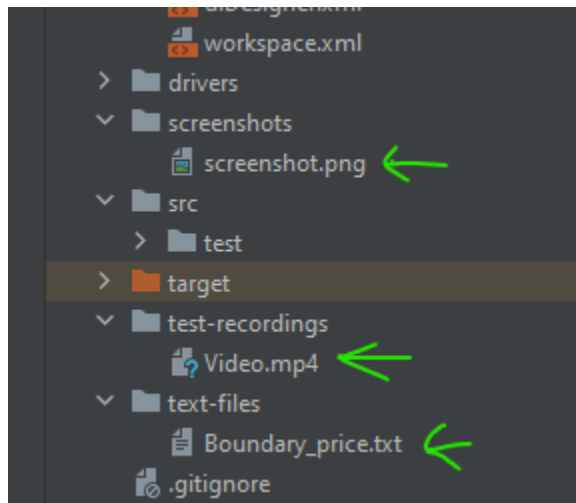 workspace.xml
drivers
screenshots
screenshot.png
src
test
target
test-recordings
Video.mp4
text-files
Boundary_price.txt
.gitignore